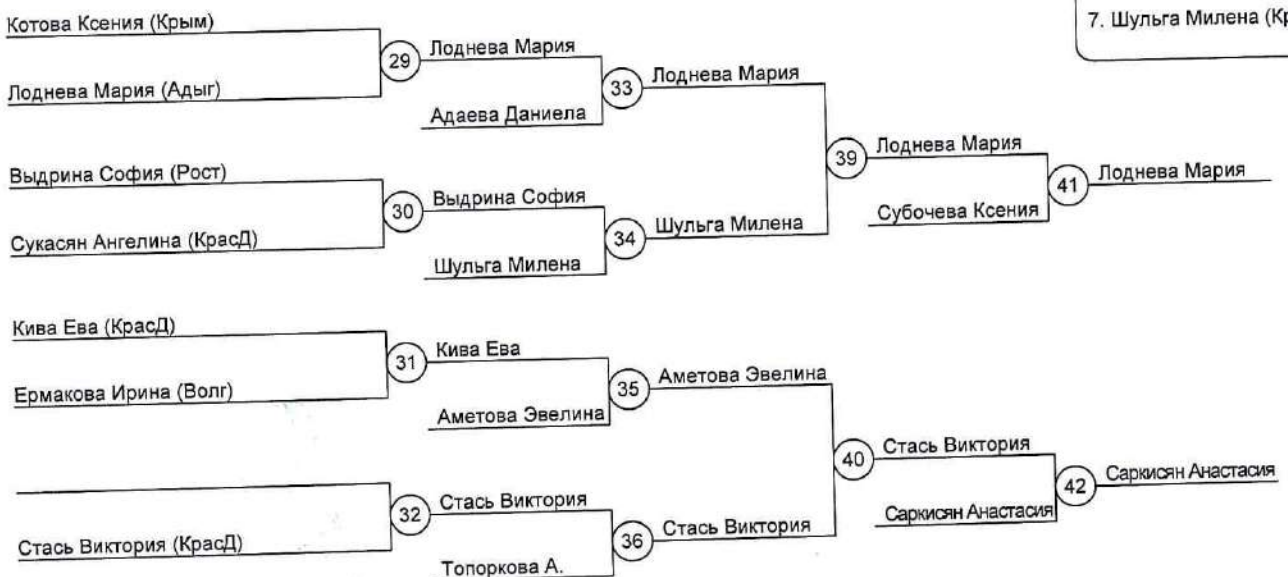 7. Шульга Милена (Кр
Котова Ксения (Крым)
29
Лоднева Мария
Лоднева Мария (Адыг)
33
Лоднева Мария
Адаева Даниела
39
Лоднева Мария
Выдрина София (Рост)
30
Выдрина София
Сукасян Ангелина (КрасД)
34
Шульга Милена
Шульга Милена
41
Лоднева Мария
Субочева Ксения
Кива Ева (КрасД)
31
Кива Ева
Ермакова Ирина (Волг)
35
Аметова Эвелина
Аметова Эвелина
40
Стась Виктория
32
Стась Виктория
Стась Виктория (КрасД)
36
Стась Виктория
Топоркова А.
42
Саркисян Анастасия
Саркисян Анастасия